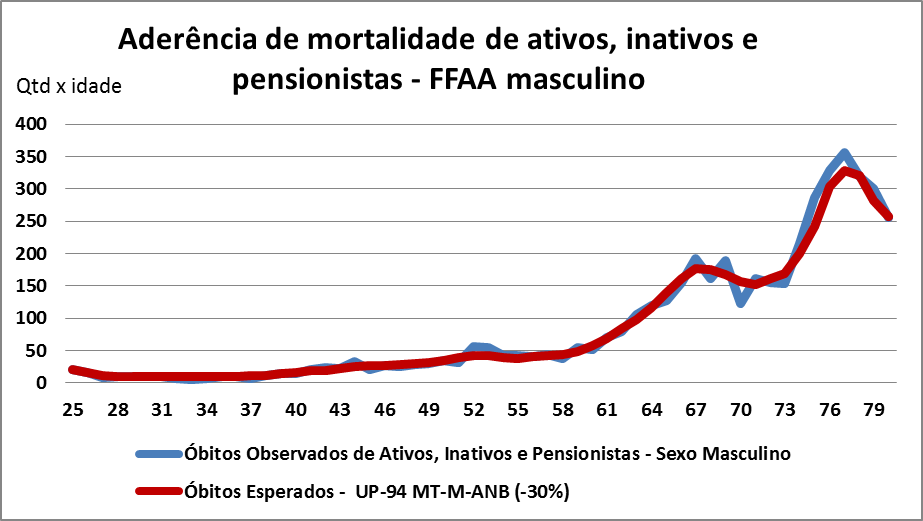 Aderência de mortalidade de ativos, inativos e
pensionistas - FFAA masculino
Qtd x idade
400
350
300
250
200
150
100
50
0
25 28 31 34 37 40 43 46 49 52 55 58 61 64 67 70 73 76 79
Óbitos Observados de Ativos, Inativos e Pensionistas - Sexo Masculino
Óbitos Esperados - UP-94 MT-M-ANB (-30%)